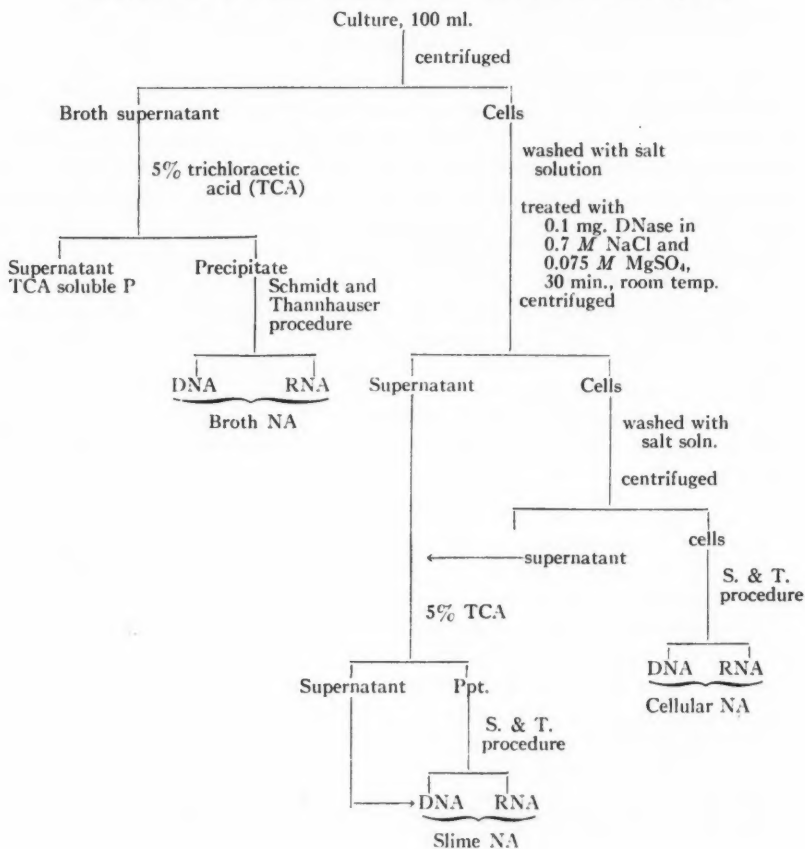 Culture, 100 ml.
centrifuged
Broth supernatant
Cells
5% trichloracetic
acid (TCA)
washed with salt
solution
treated with
0.1 mg. DNase in
0.7 M NaCl and
0.075 M MgSO₄,
30 min., room temp.
centrifuged
Supernatant
TCA soluble P
Precipitate
Schmidt and
Thannhauser
procedure
DNA RNA
Broth NA
Supernatant
Cells
washed with
salt soln.
centrifuged
cells
supernatant
S. & T.
procedure
5% TCA
DNA RNA
Cellular NA
Supernatant Ppt.
S. & T.
procedure
DNA RNA
Slime NA